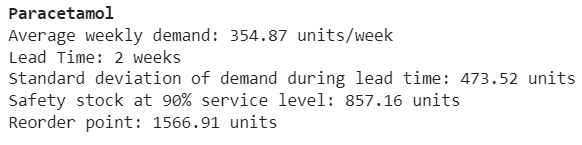 Paracetamol
Average weekly demand: 354.87 units/week
Lead Time: 2 weeks
Standard deviation of demand during lead time: 473.52 units
Safety stock at 90% service level: 857.16 units
Reorder point: 1566.91 units